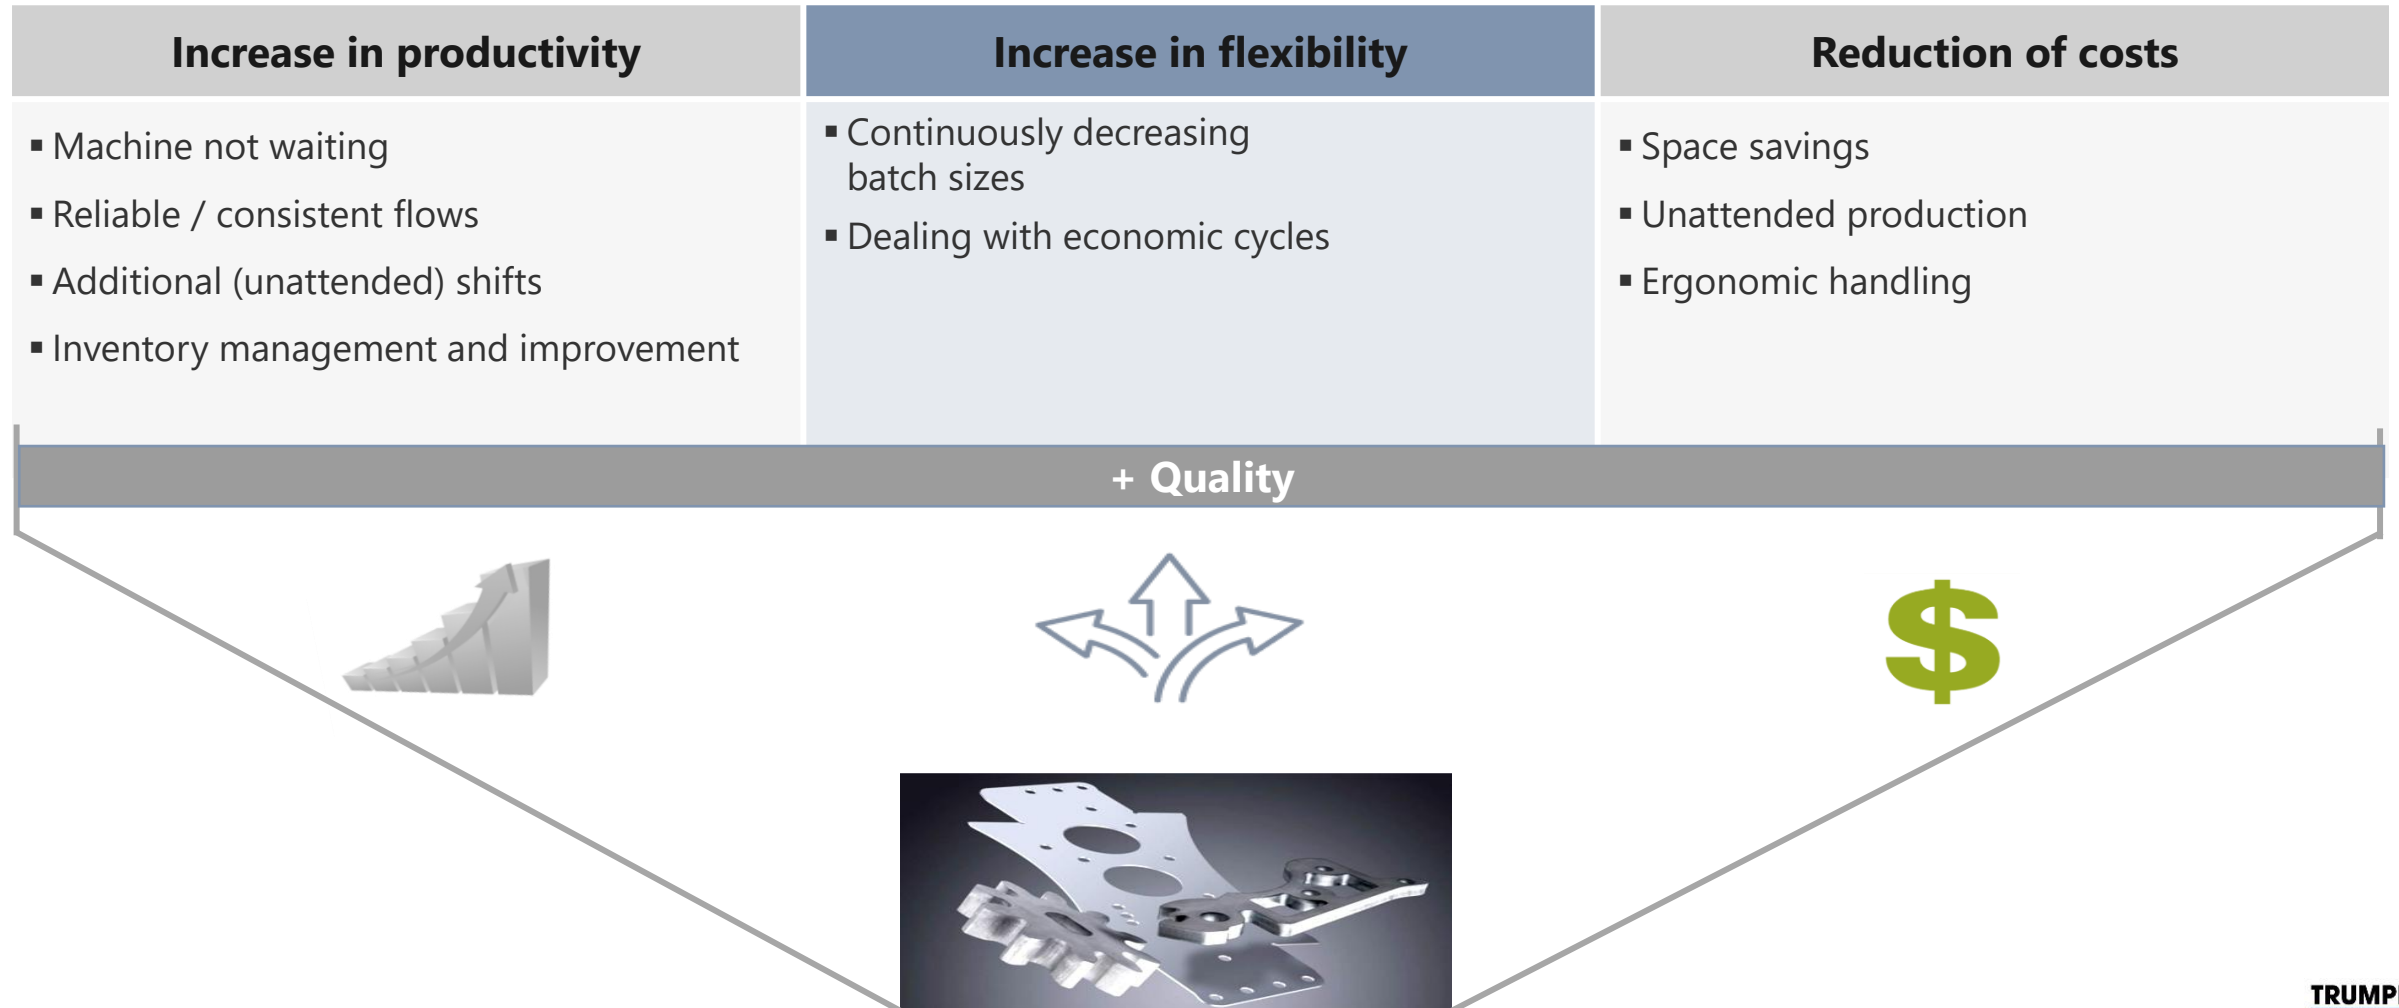 Increase in productivity
Increase in flexibility
Reduction of costs
▪ Machine not waiting
▪ Reliable / consistent flows
▪ Additional (unattended) shifts
▪ Inventory management and improvement
▪ Continuously decreasing
batch sizes
▪ Dealing with economic cycles
▪ Space savings
▪ Unattended production
▪ Ergonomic handling
+ Quality
$
TRUMP